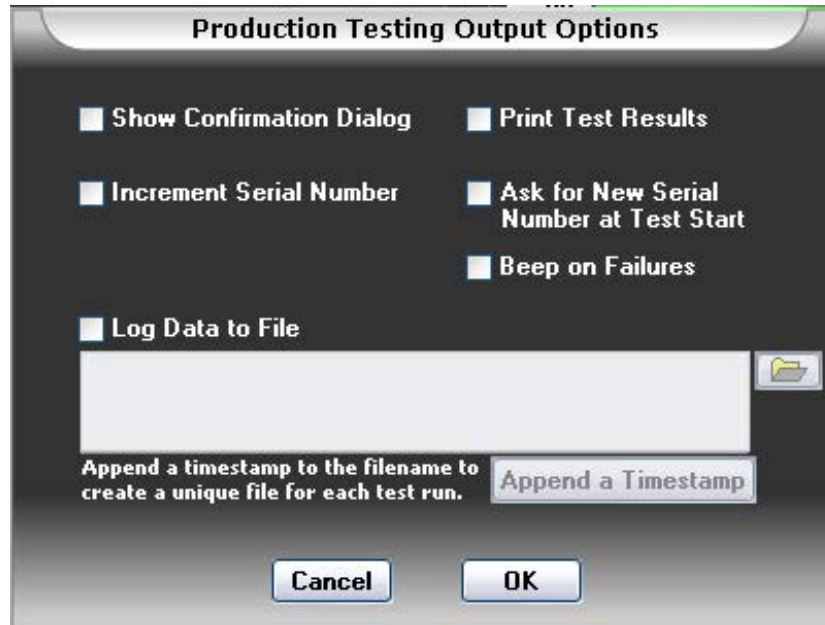 Production Testing Output Options
Show Confirmation Dialog
Print Test Results
Increment Serial Number
Ask for New Serial
Number at Test Start
Beep on Failures
Log Data to File
Append a timestamp to the filename to
create a unique file for each test run.
Append a Timestamp
Cancel
OK